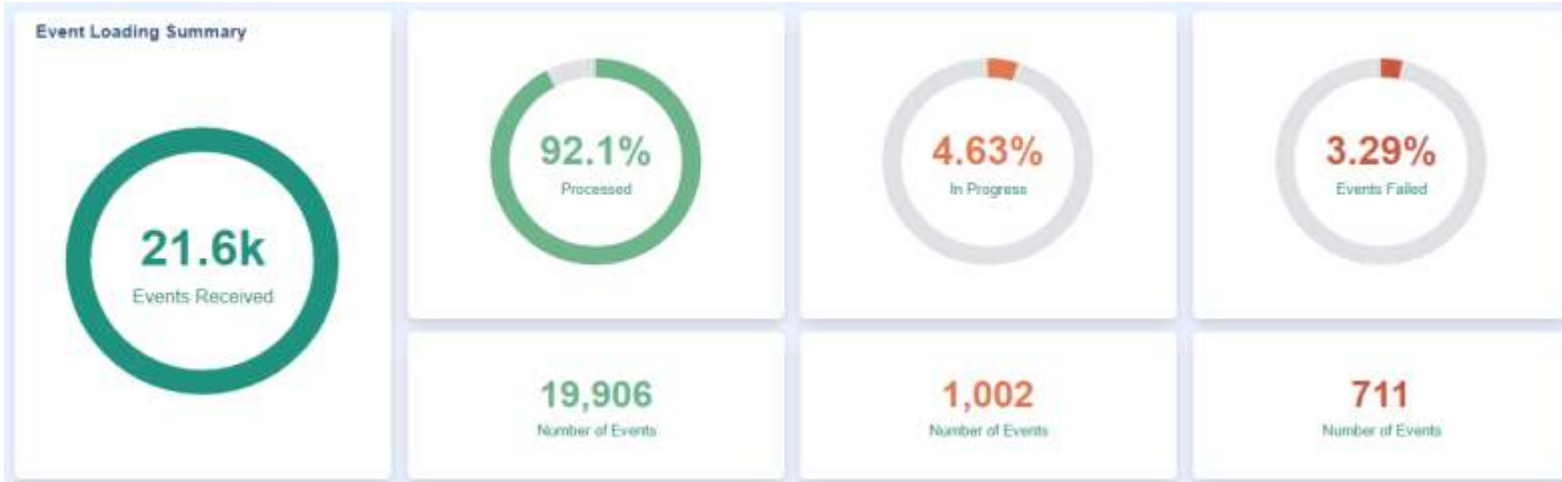 Event Loading Summary
21.6k
Events Received
92.1%
Processed
19,906
Number of Events
4.63%
In Progress
1,002
Number of Events
3.29%
Events Failed
711
Number of Events